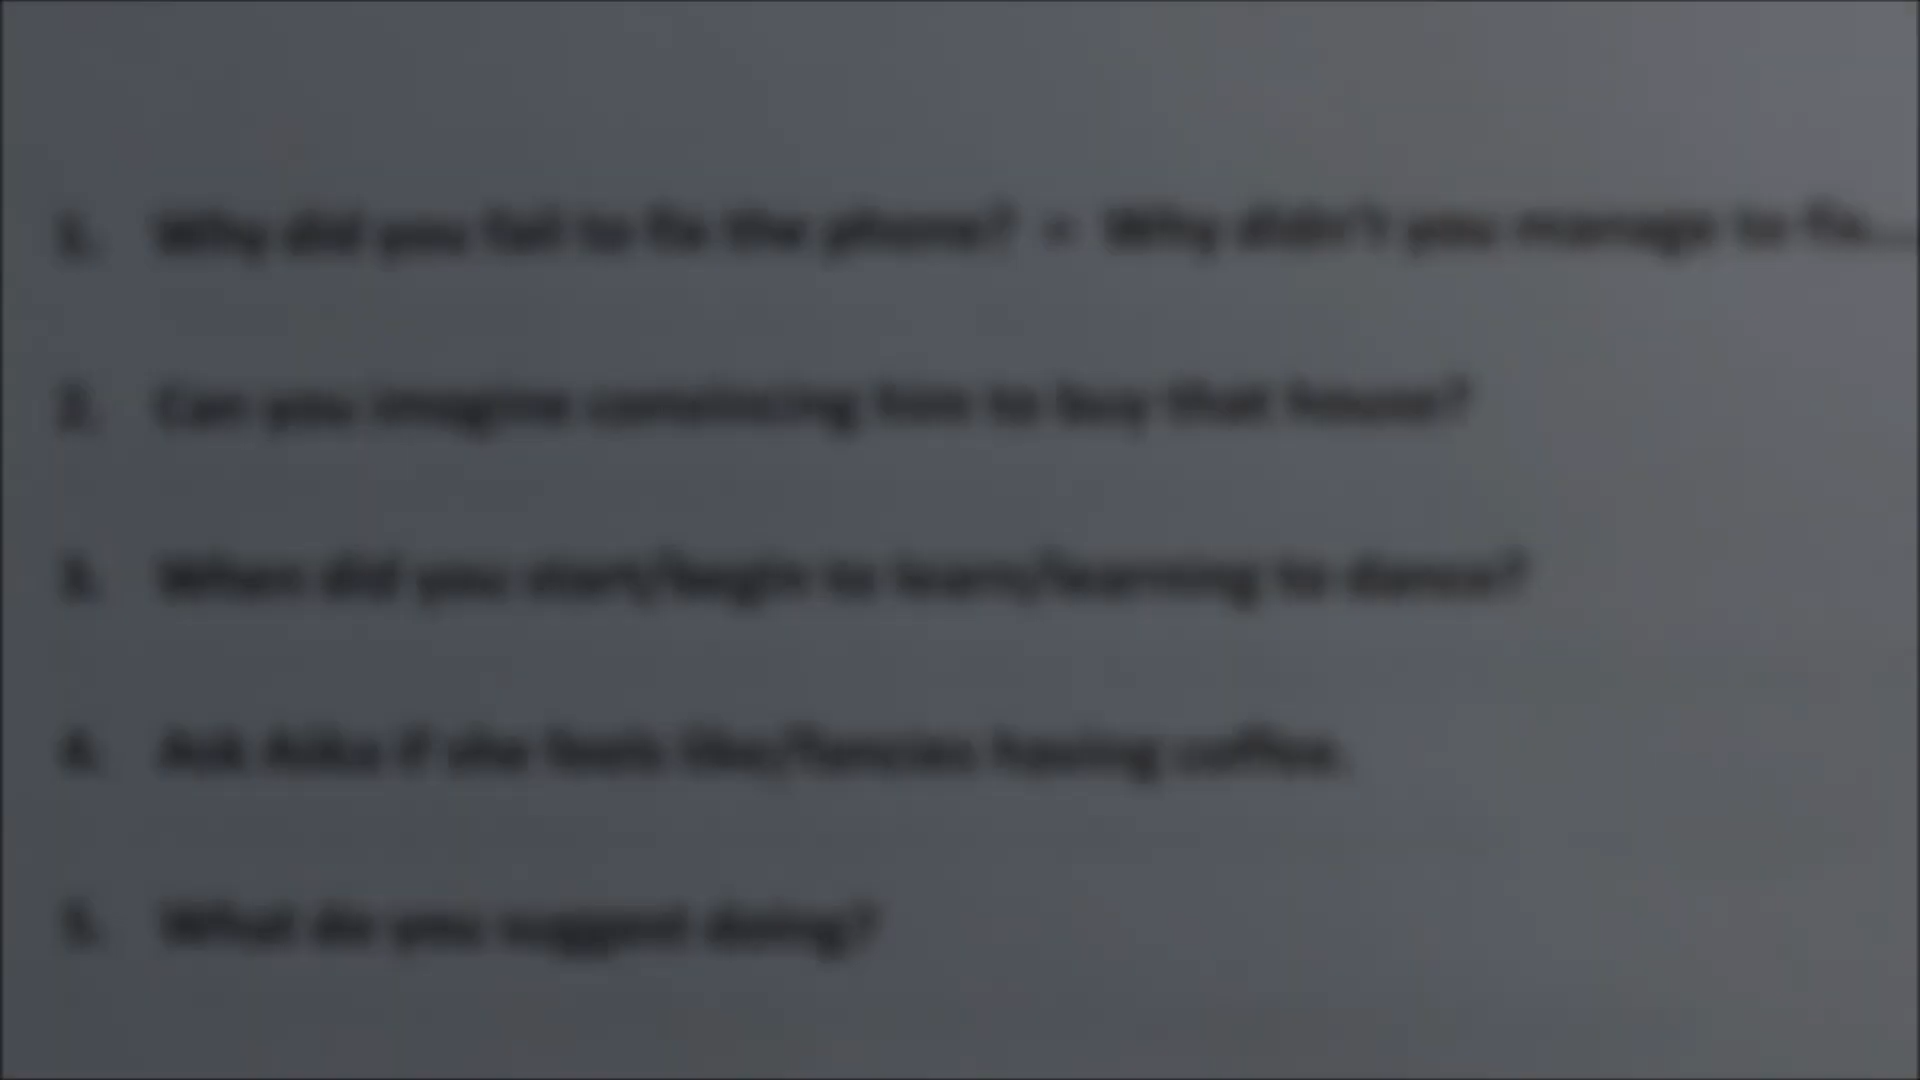 1. Why did you fail to fix the phone? = Why didn't you manage to fix...
2. Can you imagine convincing him to buy that house?
3. When did you start/begin to learn/learning to dance?
4. Ask if she feels like/fancies having coffee.
5. What do you suggest doing?